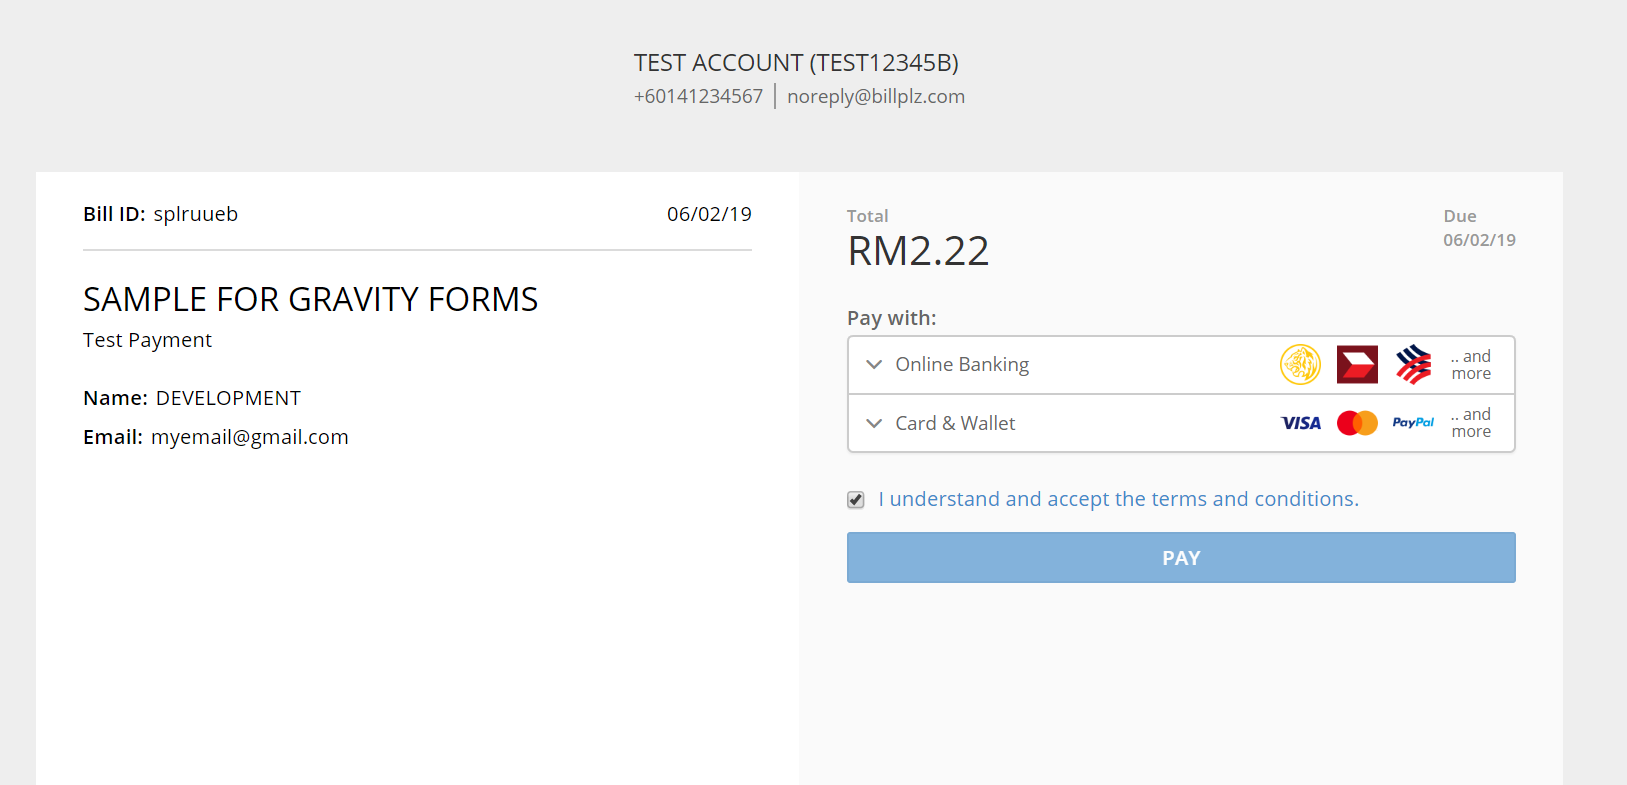 TEST ACCOUNT (TEST12345B)
+60141234567 | noreply@billplz.com
Bill ID: splruueb
06/02/19
SAMPLE FOR GRAVITY FORMS
Test Payment
Name: DEVELOPMENT
Email: myemail@gmail.com
Total
RM2.22
Due
06/02/19
Pay with:
Online Banking
.. and
more
Card & Wallet
VISA
PayPal
.. and
more
I understand and accept the terms and conditions.
PAY